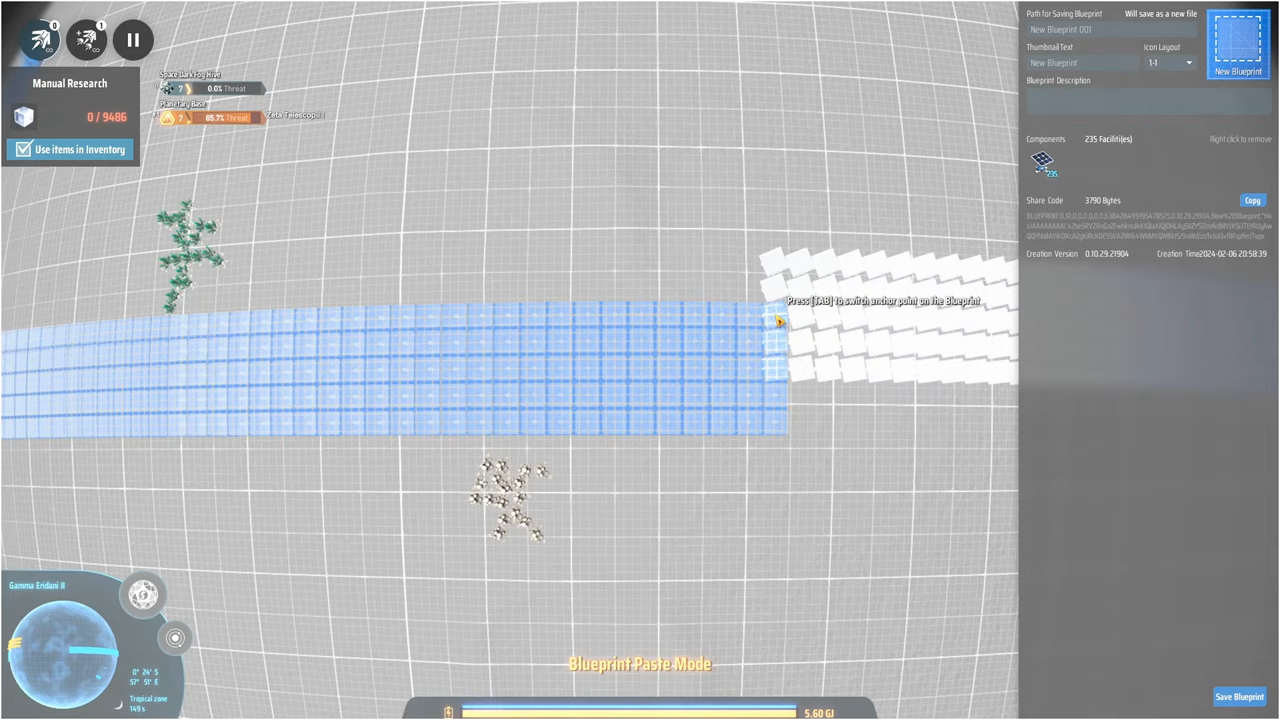 0
1
Manual Research
0 / 9486
Use items in Inventory
Space Dark Fog Hive
7 0.0% Threat
Planetary Base
7 85.7% Threat
Press [TAB] to switch anchor point on the Blueprint
Gamma Eridani II
0° 24' S
57° 51' E
Tropical zone
149 s
Blueprint Paste Mode
5.60 GJ
Path for Saving Blueprint Will save as a new file
New Blueprint 001
Thumbnail Text Icon Layout
New Blueprint 1-1
New Blueprint
Blueprint Description
Components 235 Faciliti(es) Right click to remove
235
Share Code 3790 Bytes Copy
Creation Version 0.10.29.21904 Creation Time2024-02-06 20:58:39
Save Blueprint